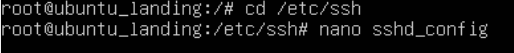 root@ubuntu_landing:/# cd /etc/ssh
root@ubuntu_landing:/etc/ssh# nano sshd_config